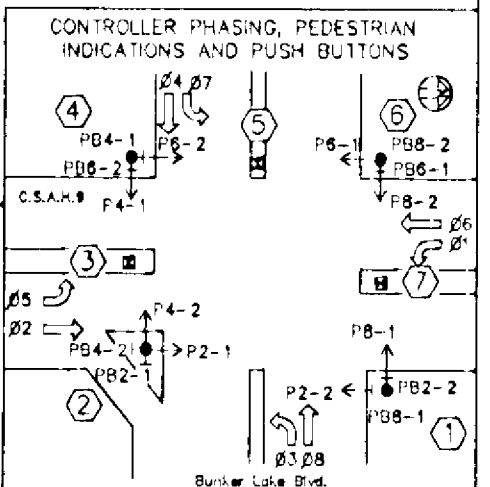 CONTROLLER PHASING, PEDESTRIAN
INDICATIONS AND PUSH BUTTONS
Ø4 Ø7
4
5
6
PB4-1 P6-2
PB6-2
P6-1 PB8-2
PB6-1
C.S.A.H.9
P4-1
P8-2
Ø6
Ø1
3
7
Ø5
Ø2
P4-2
PB4-2 P2-1
PB2-1
P8-1
P2-2 PB2-2
PB8-1
2
1
Ø3 Ø8
Bunker Lake Blvd.